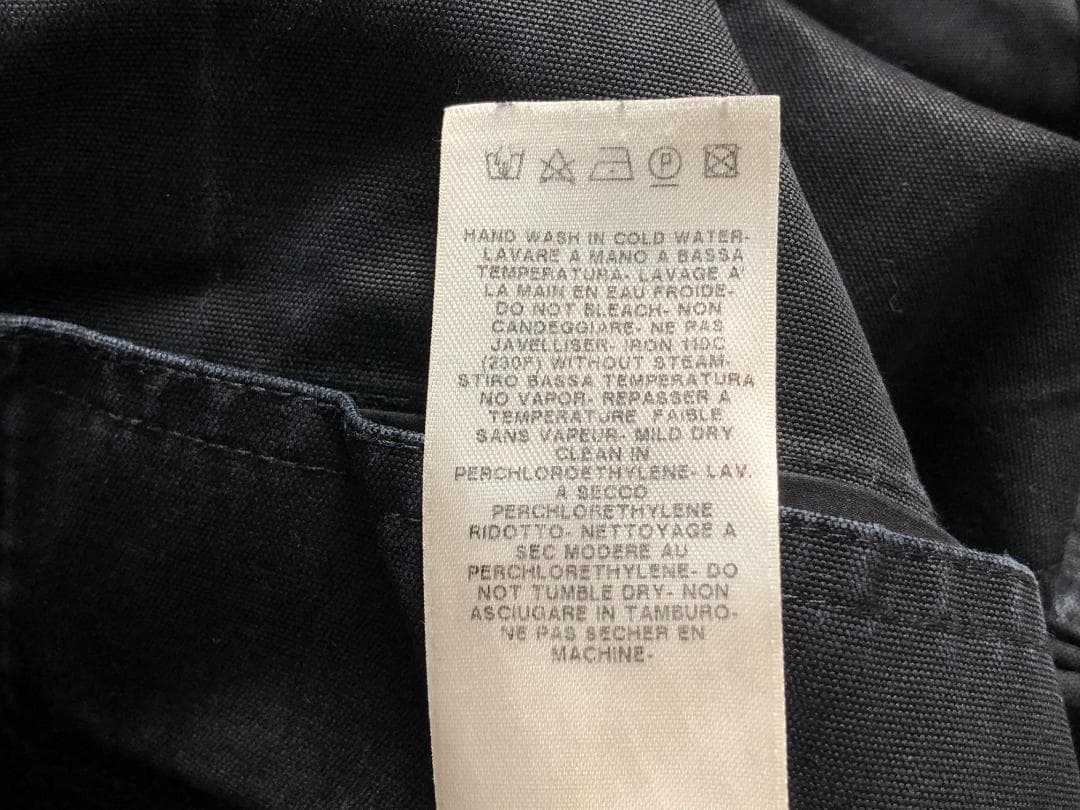 P
HAND WASH IN COLD WATER-
LAVARE A MANO A BASSA
TEMPERATURA- LAVAGE A'
LA MAIN EN EAU FROIDE-
DO NOT BLEACH- NON
CANDEGGIARE- NE PAS
JAVELLISER- IRON 110C
(230F) WITHOUT STEAM-
STIRO BASSA TEMPERATURA
NO VAPOR- REPASSER A
TEMPERATURE FAIBLE
SANS VAPEUR- MILD DRY
CLEAN IN
PERCHLOROETHYLENE- LAV.
A SECCO
PERCHLORETHYLENE
RIDOTTO- NETTOYAGE A
SEC MODERE AU
PERCHLORETHYLENE- DO
NOT TUMBLE DRY- NON
ASCIUGARE IN TAMBURO-
NE PAS SECHER EN
MACHINE-